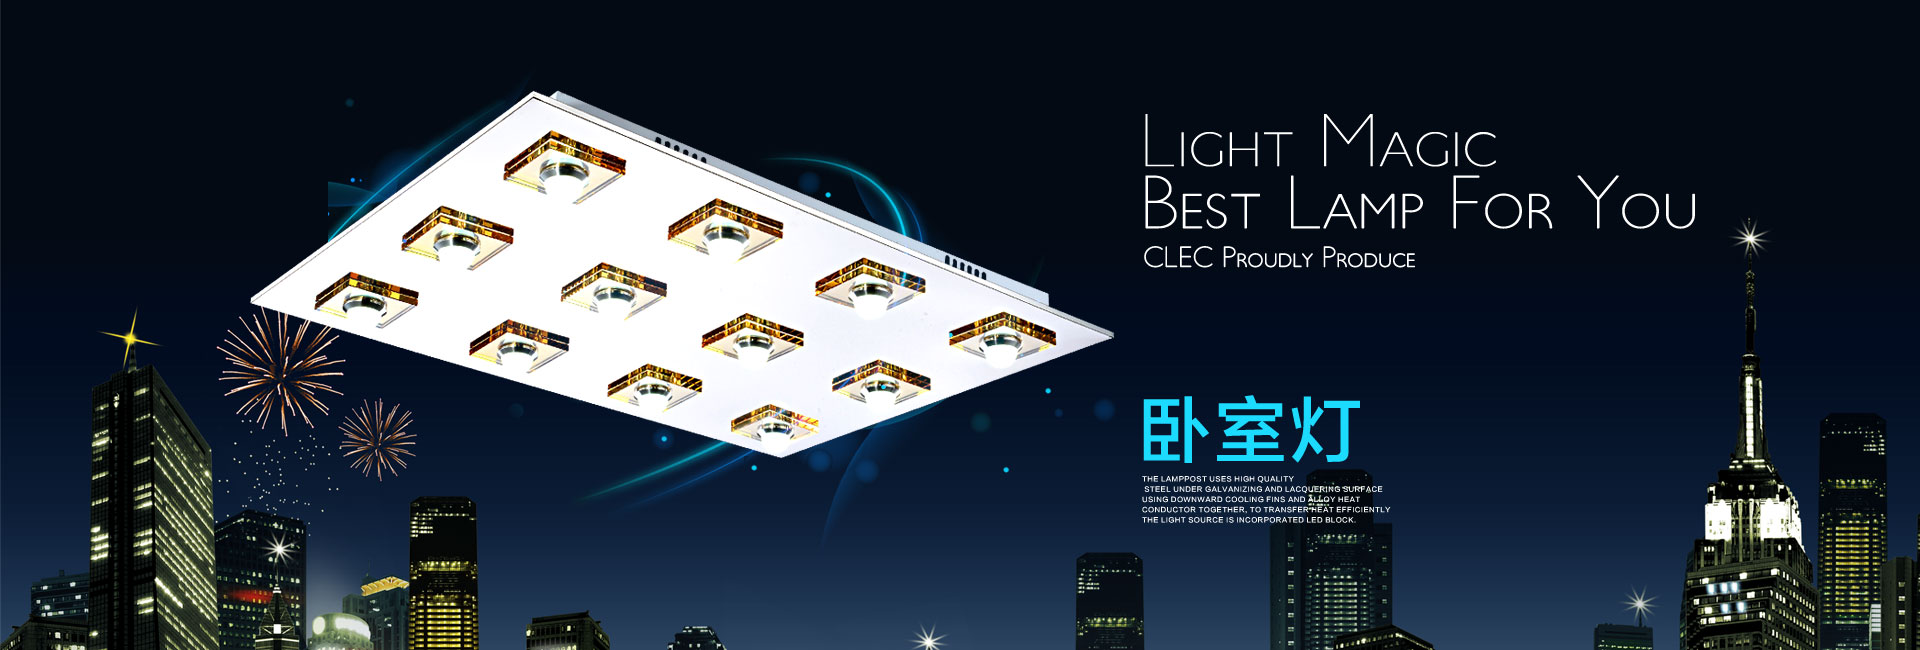 LIGHT MAGIC
BEST LAMP FOR YOU
CLEC PROUDLY PRODUCE
卧室灯
THE LAMPPOST USES HIGH QUALITY
STEEL UNDER GALVANIZING AND LACQUERING SURFACE
USING DOWNWARD COOLING FINS AND ALLOY HEAT
CONDUCTOR TOGETHER, TO TRANSFER HEAT EFFICIENTLY
THE LIGHT SOURCE IS INCORPORATED LED BLOCK.